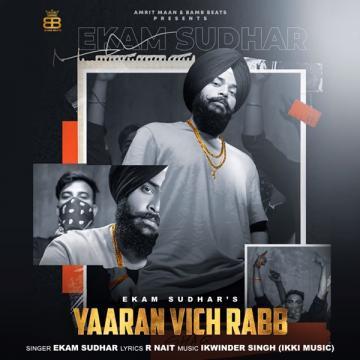 AMRIT MAAN & BAMB BEATS
PRESENTS
EKAM SUDHAR
EKAM SUDHAR'S
YAARAN VICH RABB
SINGER EKAM SUDHAR LYRICS R NAIT MUSIC IKWINDER SINGH (IKKI MUSIC)